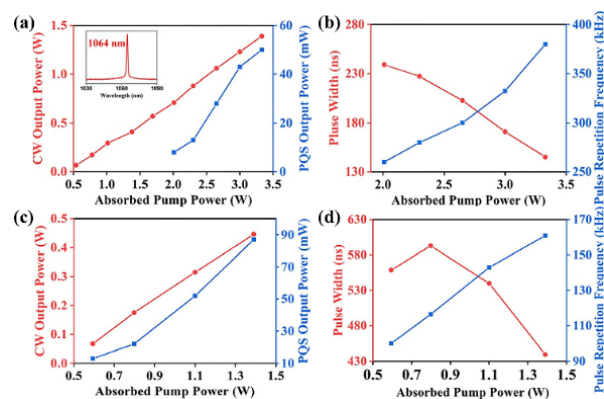 (a)
1064 nm
1030 1060 1090
Wavelength (nm)
CW Output Power (W)
1.5
1.0
0.5
0.0
PQS Output Power (mW)
60
40
20
0
0.5 1.0 1.5 2.0 2.5 3.0 3.5
Absorbed Pump Power (W)
(b)
Pluse Width (ns)
280
230
180
130
Pulse Repetition Frequency (kHz)
400
350
300
250
2.0 2.5 3.0 3.5
Absorbed Pump Power (W)
(c)
CW Output Power (W)
0.5
0.4
0.3
0.2
0.1
0.0
PQS Output Power (mW)
90
70
50
30
10
0.5 0.7 0.9 1.1 1.3 1.5
Absorbed Pump Power (W)
(d)
Pulse Width (ns)
630
580
530
480
430
Pulse Repetition Frequency (kHz)
170
150
130
110
90
0.5 0.7 0.9 1.1 1.3 1.5
Absorbed Pump Power (W)